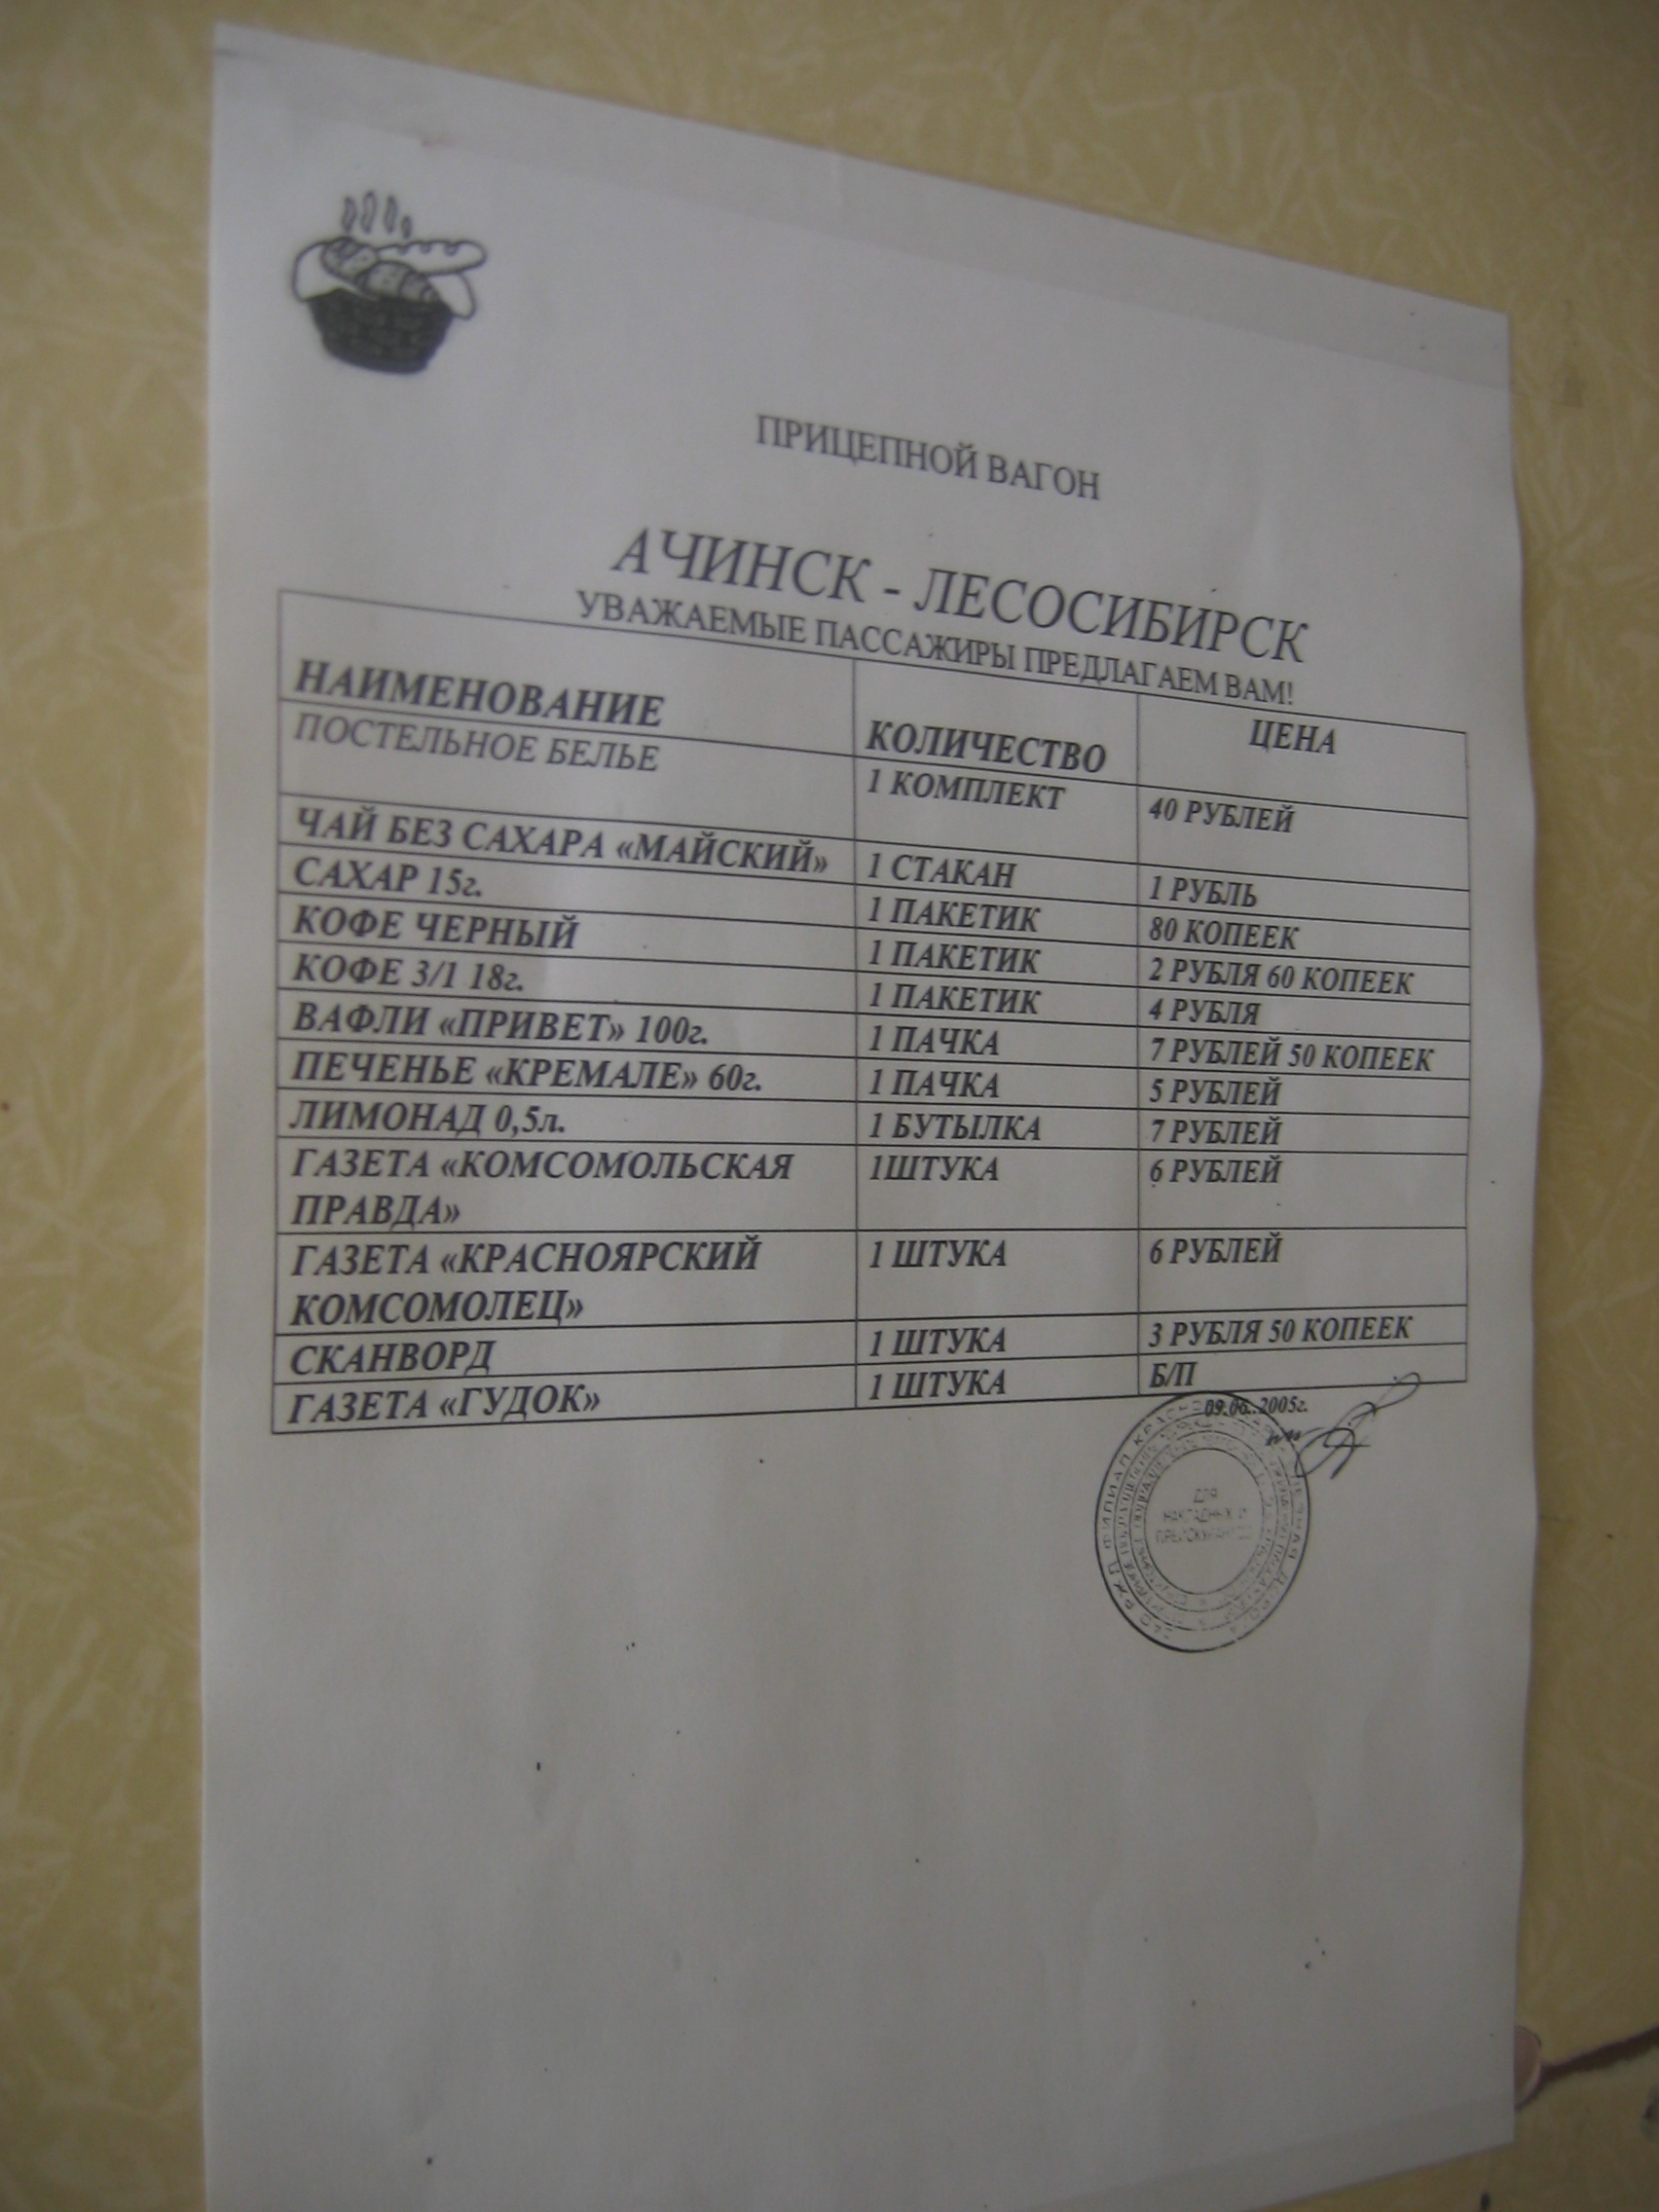 ПРИЦЕПНОЙ ВАГОН
АЧИНСК - ЛЕСОСИБИРСК
УВАЖАЕМЫЕ ПАССАЖИРЫ ПРЕДЛАГАЕМ ВАМ!
НАИМЕНОВАНИЕ КОЛИЧЕСТВО ЦЕНА
ПОСТЕЛЬНОЕ БЕЛЬЕ 1 КОМПЛЕКТ 40 РУБЛЕЙ
ЧАЙ БЕЗ САХАРА «МАЙСКИЙ» 1 СТАКАН 1 РУБЛЬ
САХАР 15г. 1 ПАКЕТИК 80 КОПЕЕК
КОФЕ ЧЕРНЫЙ 1 ПАКЕТИК 2 РУБЛЯ 60 КОПЕЕК
КОФЕ 3/1 18г. 1 ПАКЕТИК 4 РУБЛЯ
ВАФЛИ «ПРИВЕТ» 100г. 1 ПАЧКА 7 РУБЛЕЙ 50 КОПЕЕК
ПЕЧЕНЬЕ «КРЕМАЛЕ» 60г. 1 ПАЧКА 5 РУБЛЕЙ
ЛИМОНАД 0,5л. 1 БУТЫЛКА 7 РУБЛЕЙ
ГАЗЕТА «КОМСОМОЛЬСКАЯ 1ШТУКА 6 РУБЛЕЙ
ПРАВДА»
ГАЗЕТА «КРАСНОЯРСКИЙ 1 ШТУКА 6 РУБЛЕЙ
КОМСОМОЛЕЦ»
СКАНВОРД 1 ШТУКА 3 РУБЛЯ 50 КОПЕЕК
ГАЗЕТА «ГУДОК» 1 ШТУКА Б/П
09.06..2005г.
ДЛЯ
НАКЛАДНЫХ И